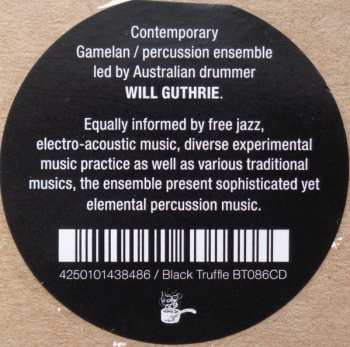 Contemporary
Gamelan / percussion ensemble
led by Australian drummer
WILL GUTHRIE.
Equally informed by free jazz,
electro-acoustic music, diverse experimental
music practice as well as various traditional
musics, the ensemble present sophisticated yet
elemental percussion music.
4250101438486 / Black Truffle BT086CD